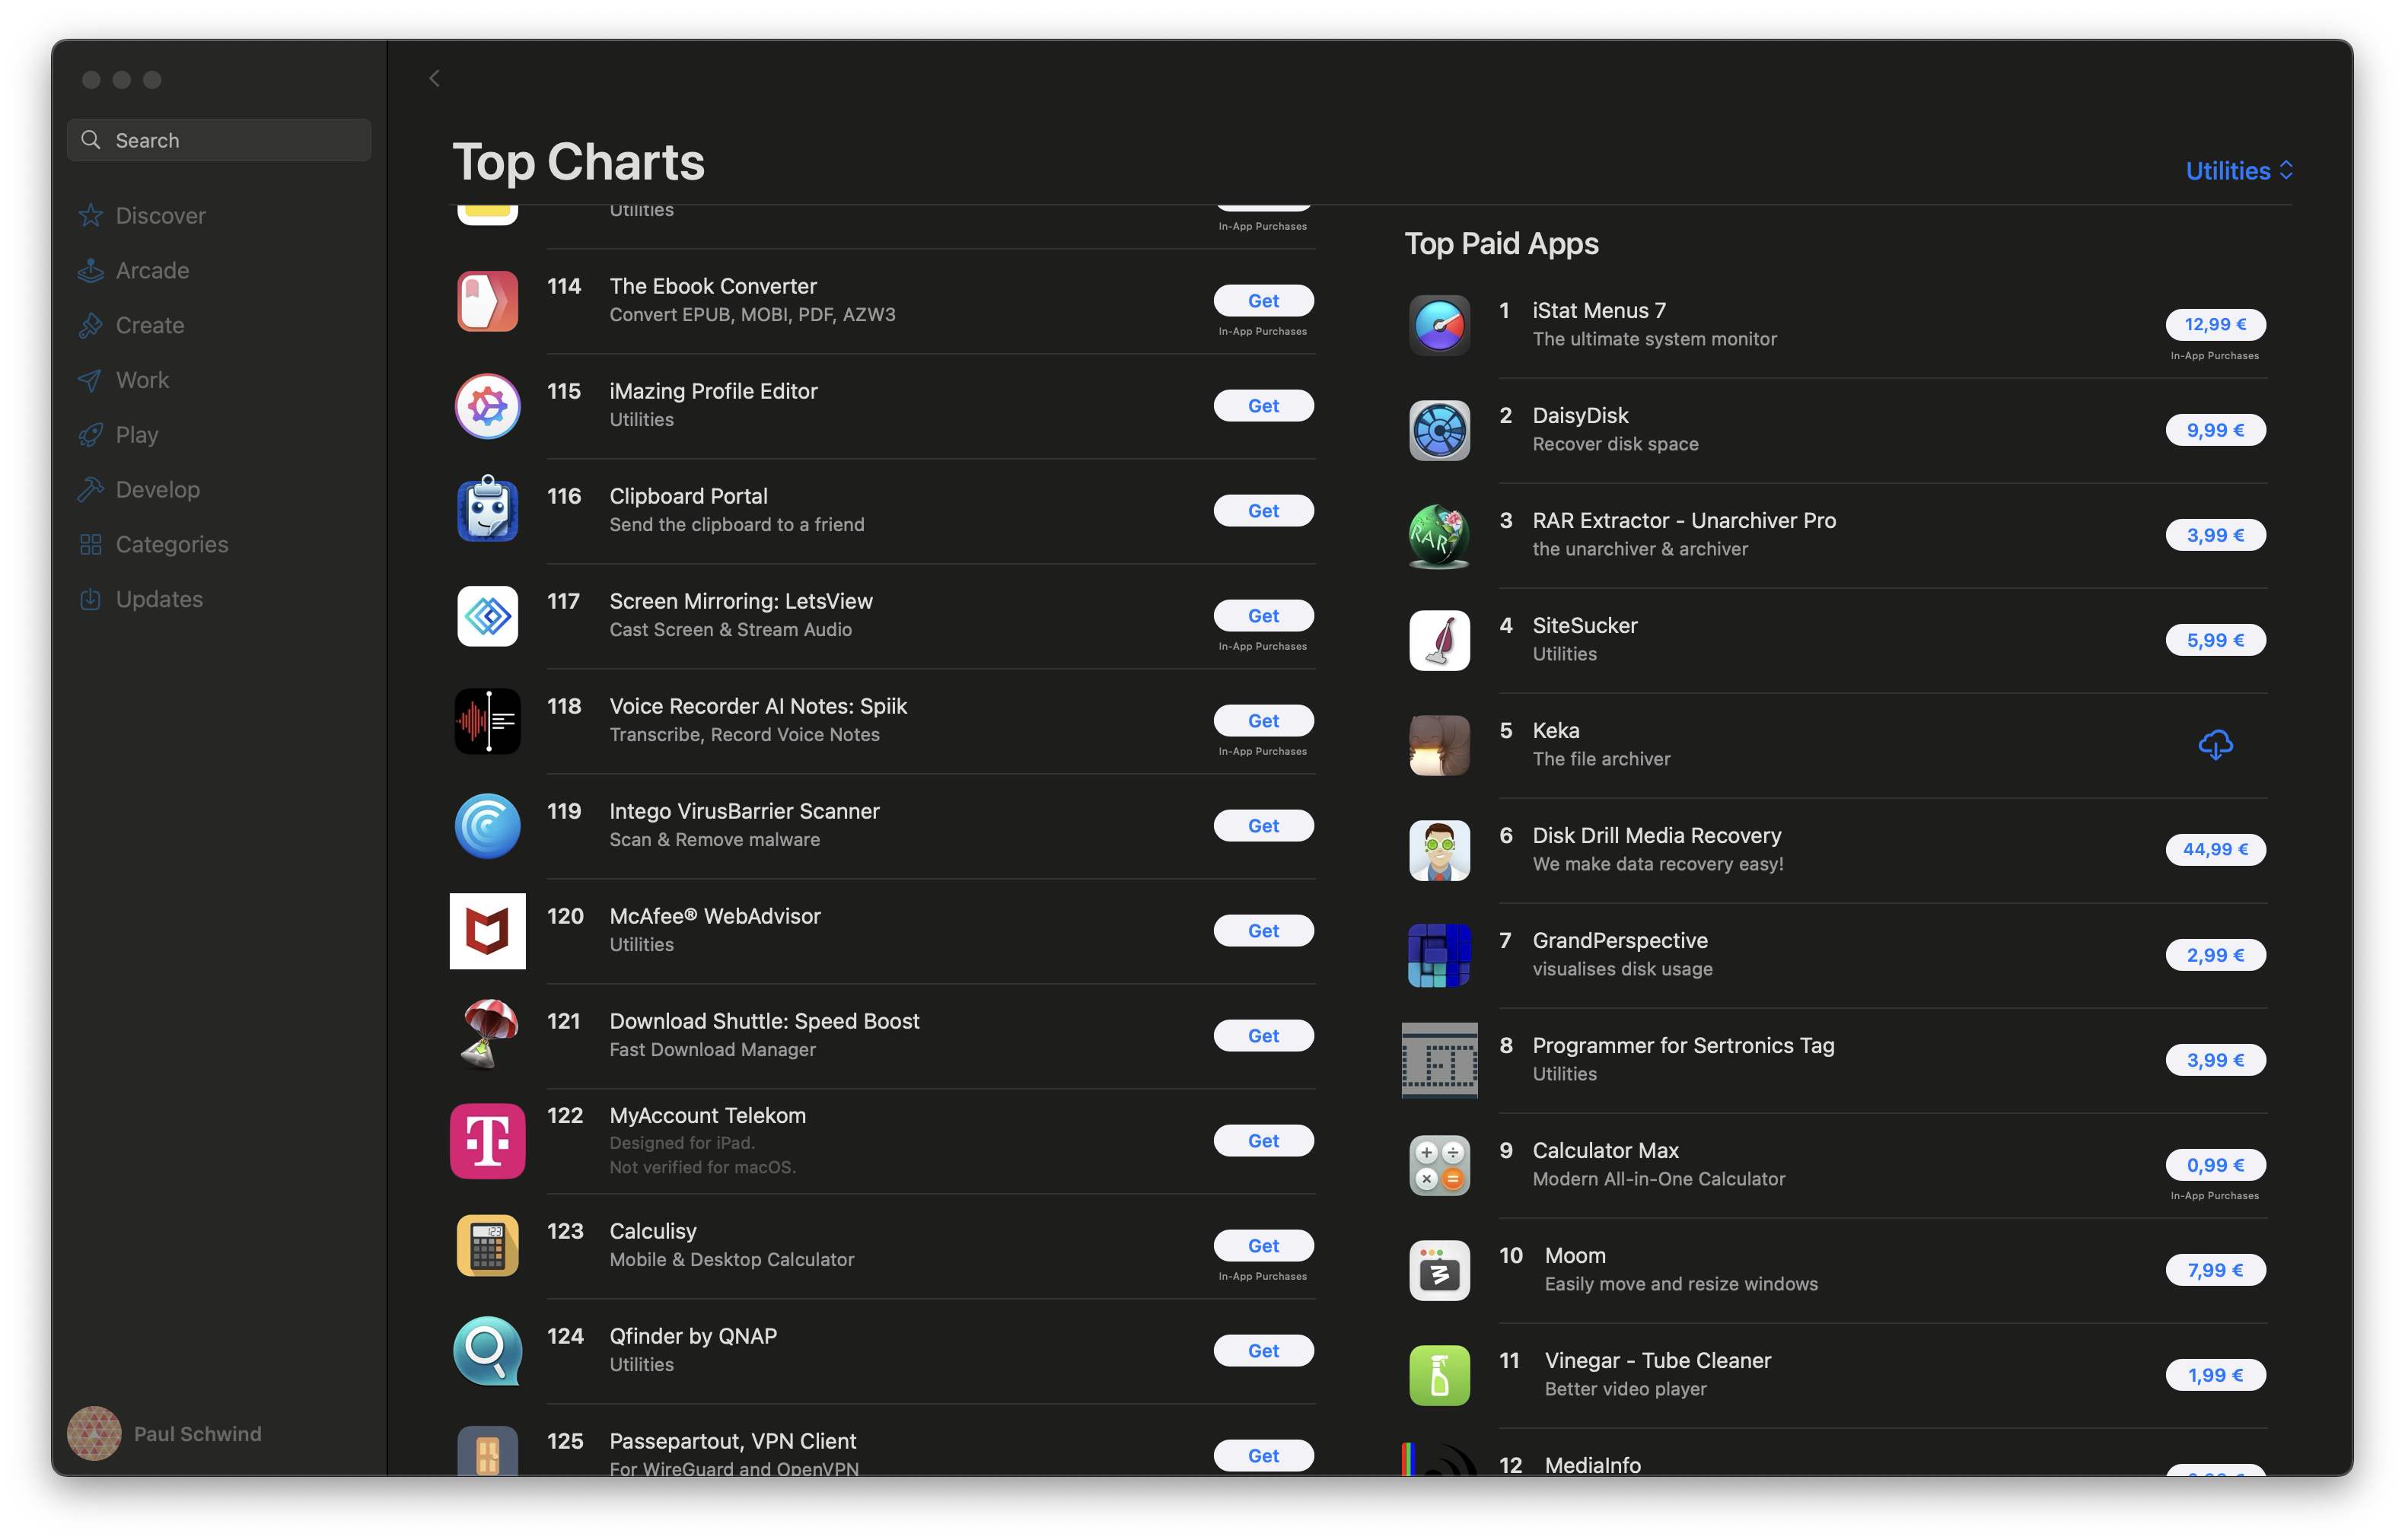 Search
Discover
Arcade
Create
Work
Play
Develop
Categories
Updates
Paul Schwind
Top Charts
Utilities
Utilities
In-App Purchases
114 The Ebook Converter
Convert EPUB, MOBI, PDF, AZW3
Get
In-App Purchases
115 iMazing Profile Editor
Utilities
Get
116 Clipboard Portal
Send the clipboard to a friend
Get
117 Screen Mirroring: LetsView
Cast Screen & Stream Audio
Get
In-App Purchases
118 Voice Recorder AI Notes: Spiik
Transcribe, Record Voice Notes
Get
In-App Purchases
119 Intego VirusBarrier Scanner
Scan & Remove malware
Get
120 McAfee® WebAdvisor
Utilities
Get
121 Download Shuttle: Speed Boost
Fast Download Manager
Get
122 MyAccount Telekom
Designed for iPad.
Not verified for macOS.
Get
T
123 Calculisy
Mobile & Desktop Calculator
Get
In-App Purchases
123
124 Qfinder by QNAP
Utilities
Get
125 Passepartout, VPN Client
For WireGuard and OpenVPN
Get
Top Paid Apps
1 iStat Menus 7
The ultimate system monitor
12,99 €
In-App Purchases
2 DaisyDisk
Recover disk space
9,99 €
3 RAR Extractor - Unarchiver Pro
the unarchiver & archiver
3,99 €
RAR
4 SiteSucker
Utilities
5,99 €
5 Keka
The file archiver
6 Disk Drill Media Recovery
We make data recovery easy!
44,99 €
7 GrandPerspective
visualises disk usage
2,99 €
8 Programmer for Sertronics Tag
Utilities
3,99 €
9 Calculator Max
Modern All-in-One Calculator
0,99 €
In-App Purchases
10 Moom
Easily move and resize windows
7,99 €
11 Vinegar - Tube Cleaner
Better video player
1,99 €
12 MediaInfo